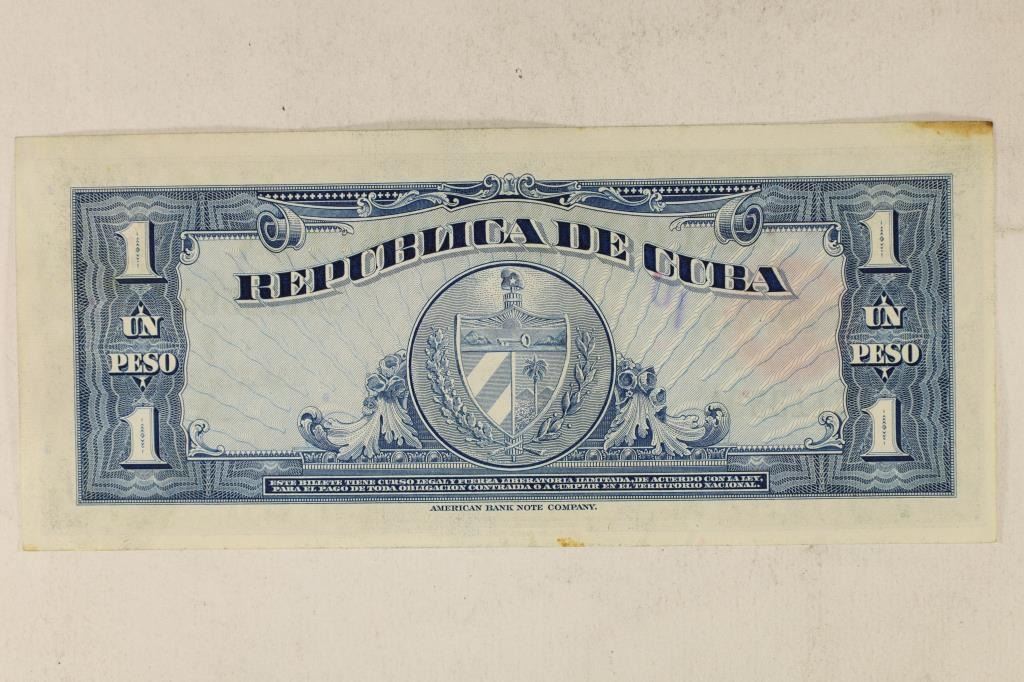 REPUBLICA DE CUBA
1
UN
PESO
1
1
UN
PESO
1
ESTE BILLETE TIENE CURSO LEGAL Y FUERZA LIBERATORIA ILIMITADA, DE ACUERDO CON LA LEY,
PARA EL PAGO DE TODA OBLIGACION CONTRAIDA O A CUMPLIR EN EL TERRITORIO NACIONAL.
AMERICAN BANK NOTE COMPANY.